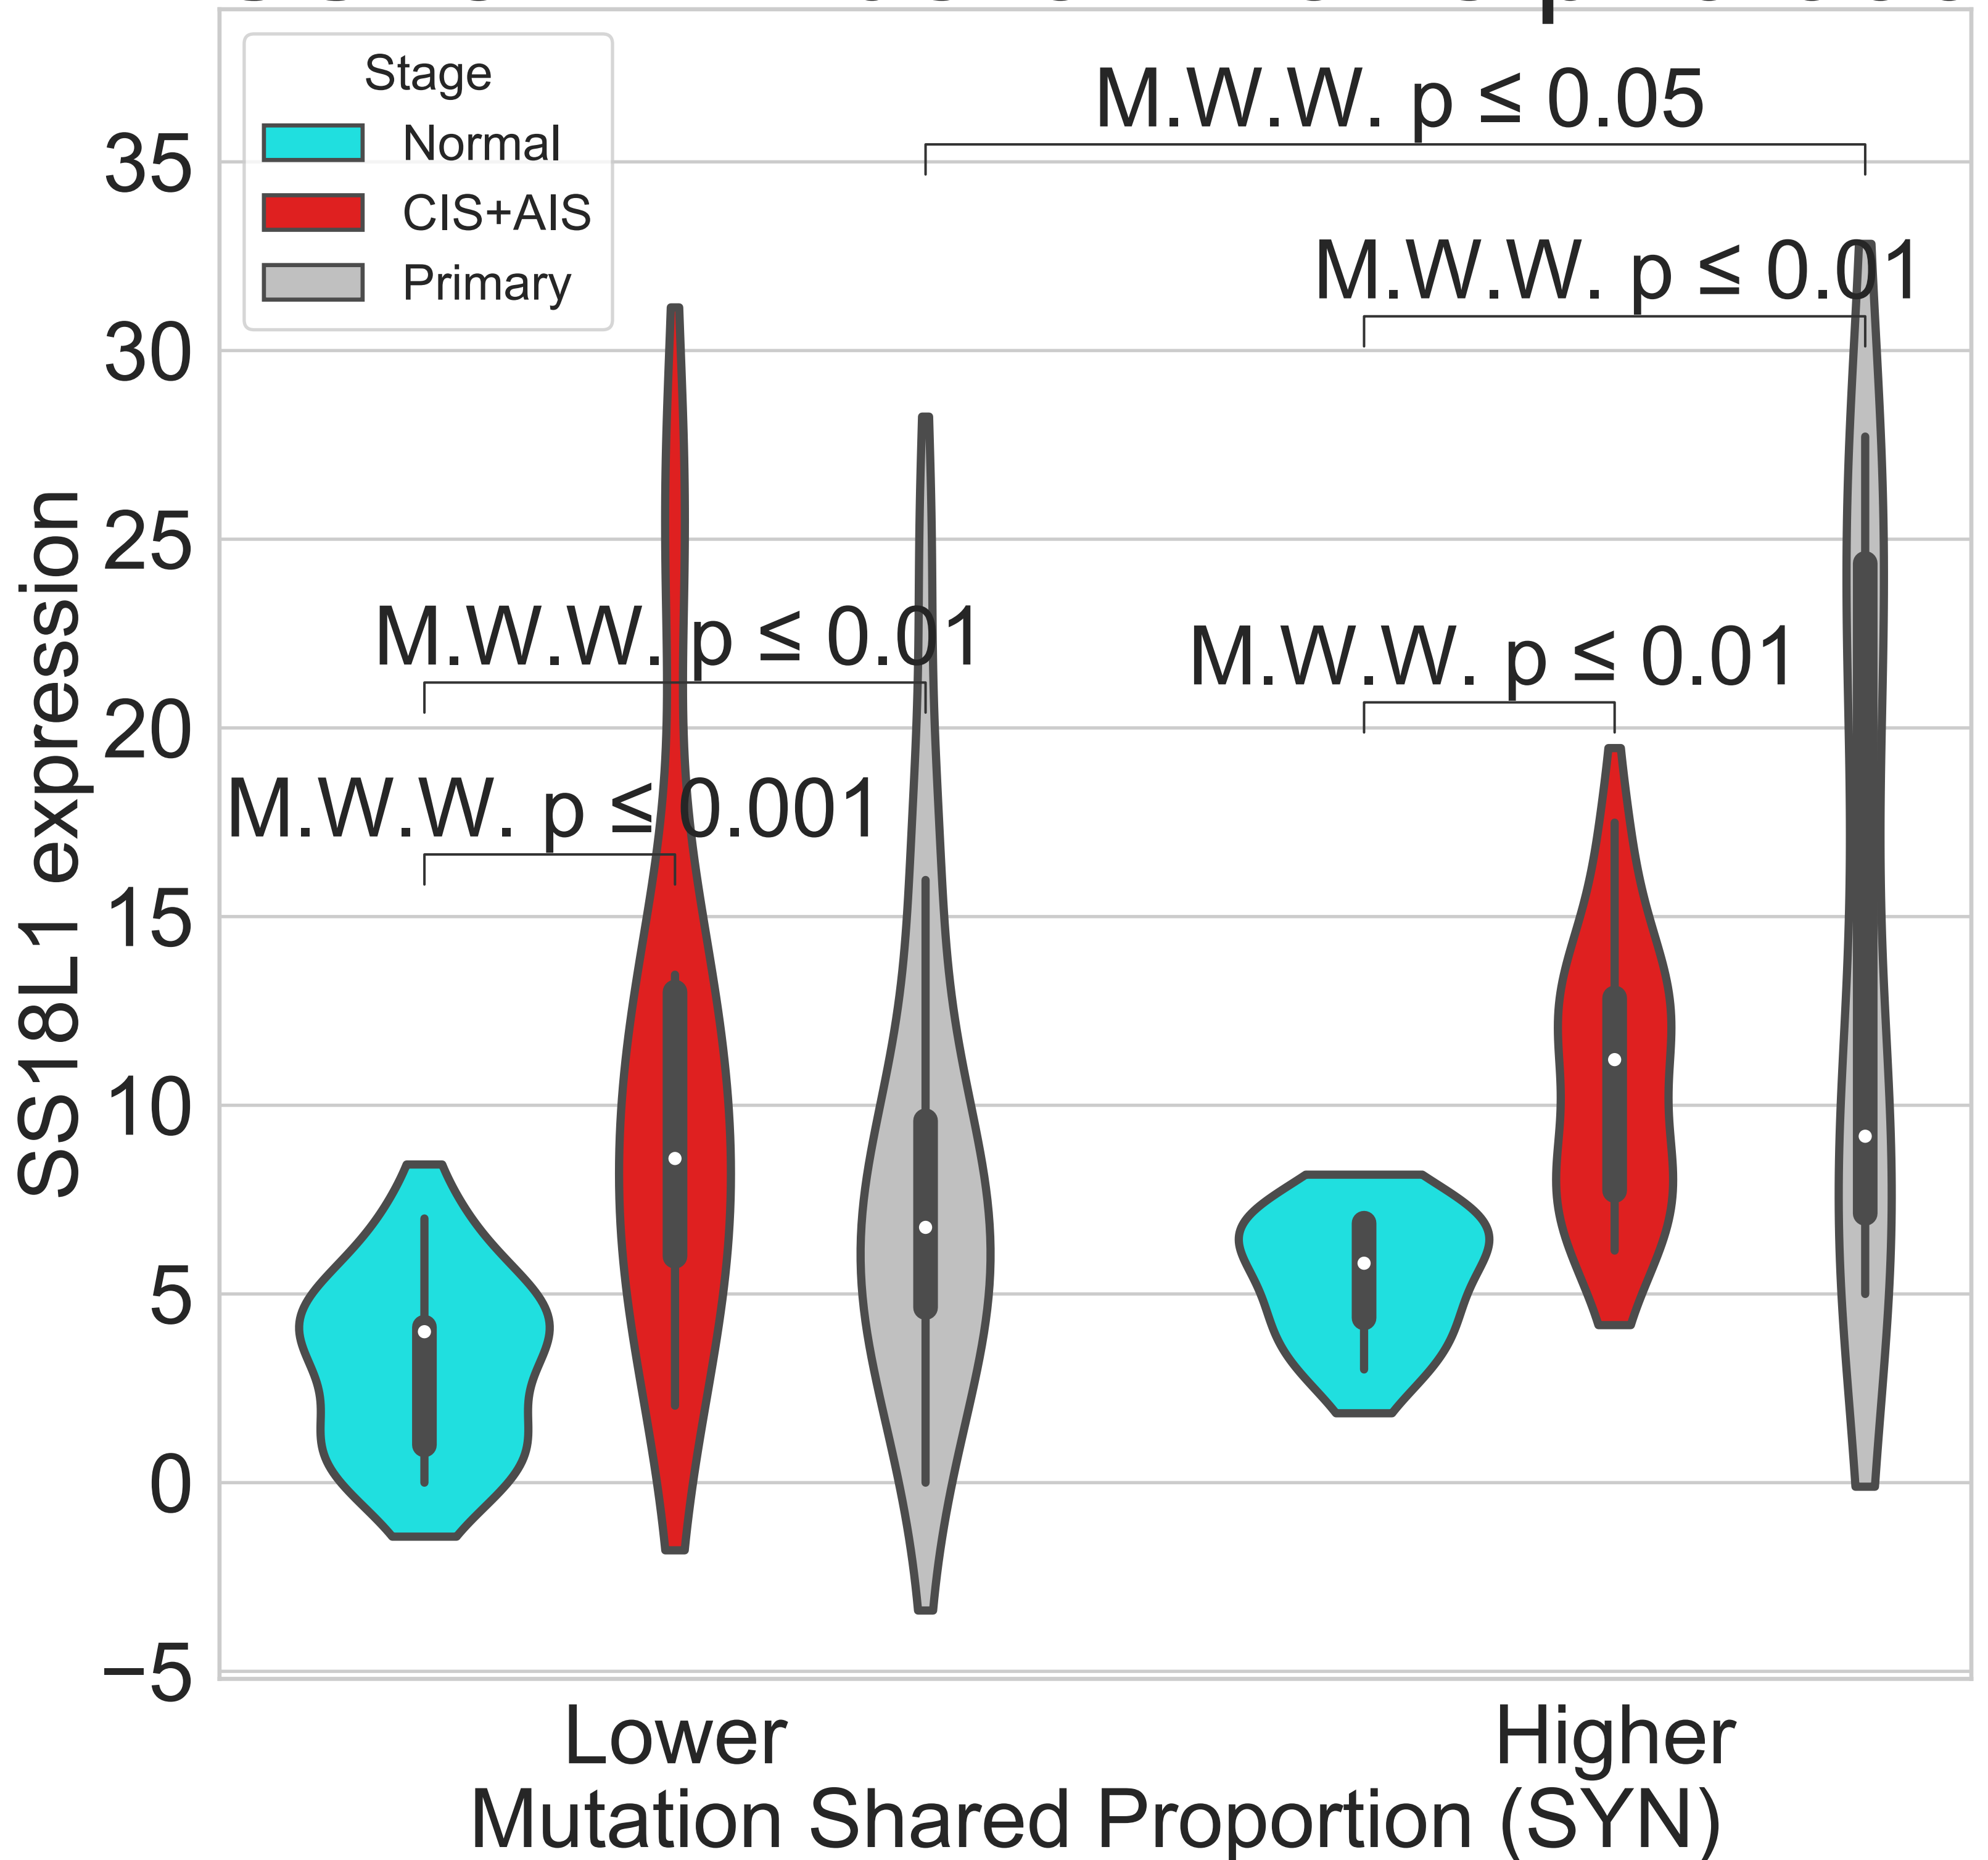 Stage
Normal
CIS+AIS
Primary
M.W.W. p ≤ 0.05
M.W.W. p ≤ 0.01
M.W.W. p ≤ 0.01
M.W.W. p ≤ 0.01
M.W.W. p ≤ 0.001
35
30
25
20
15
10
5
0
−5
SS18L1 expression
Lower
Higher
Mutation Shared Proportion (SYN)